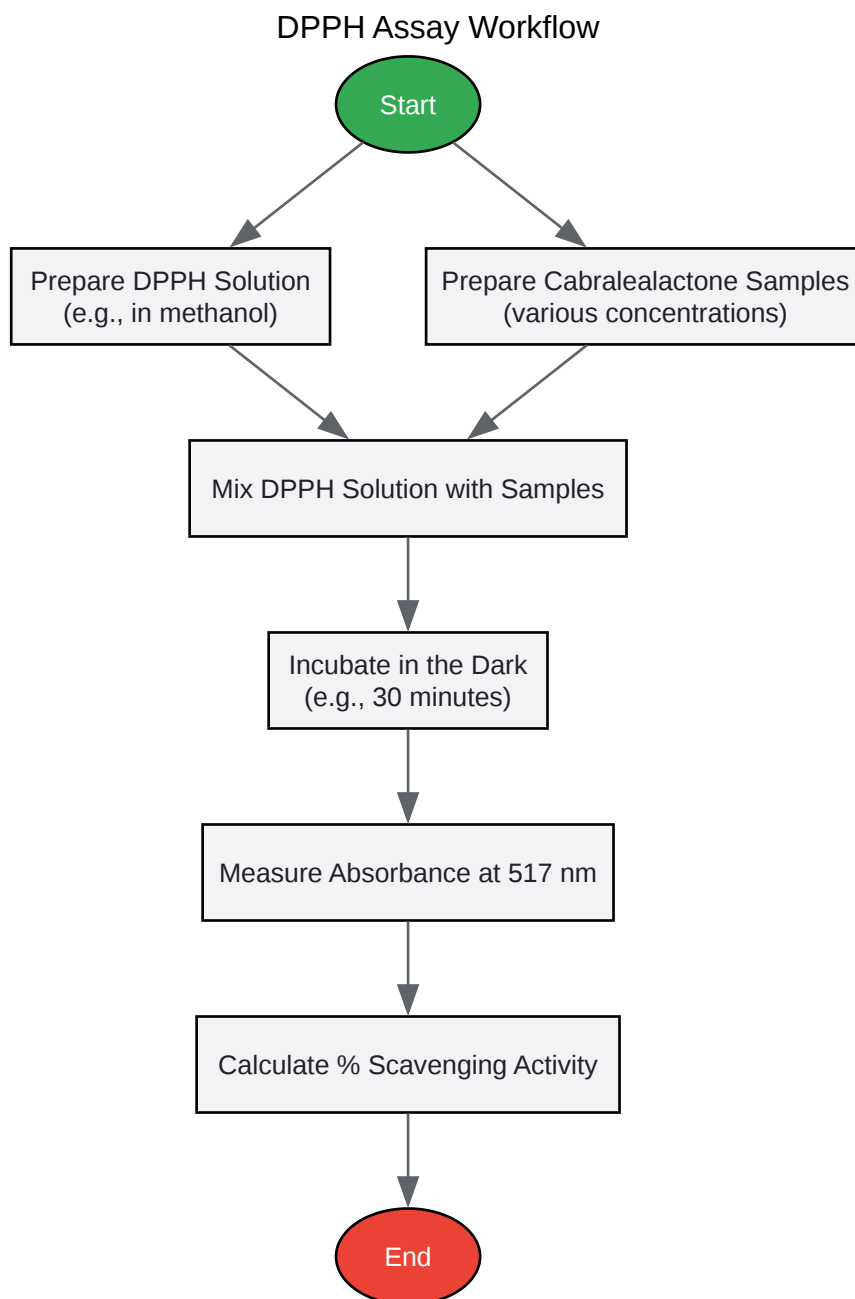 DPPH Assay Workflow
Start
Prepare DPPH Solution
(e.g., in methanol)
Prepare Cabralealactone Samples
(various concentrations)
Mix DPPH Solution with Samples
Incubate in the Dark
(e.g., 30 minutes)
Measure Absorbance at 517 nm
Calculate % Scavenging Activity
End